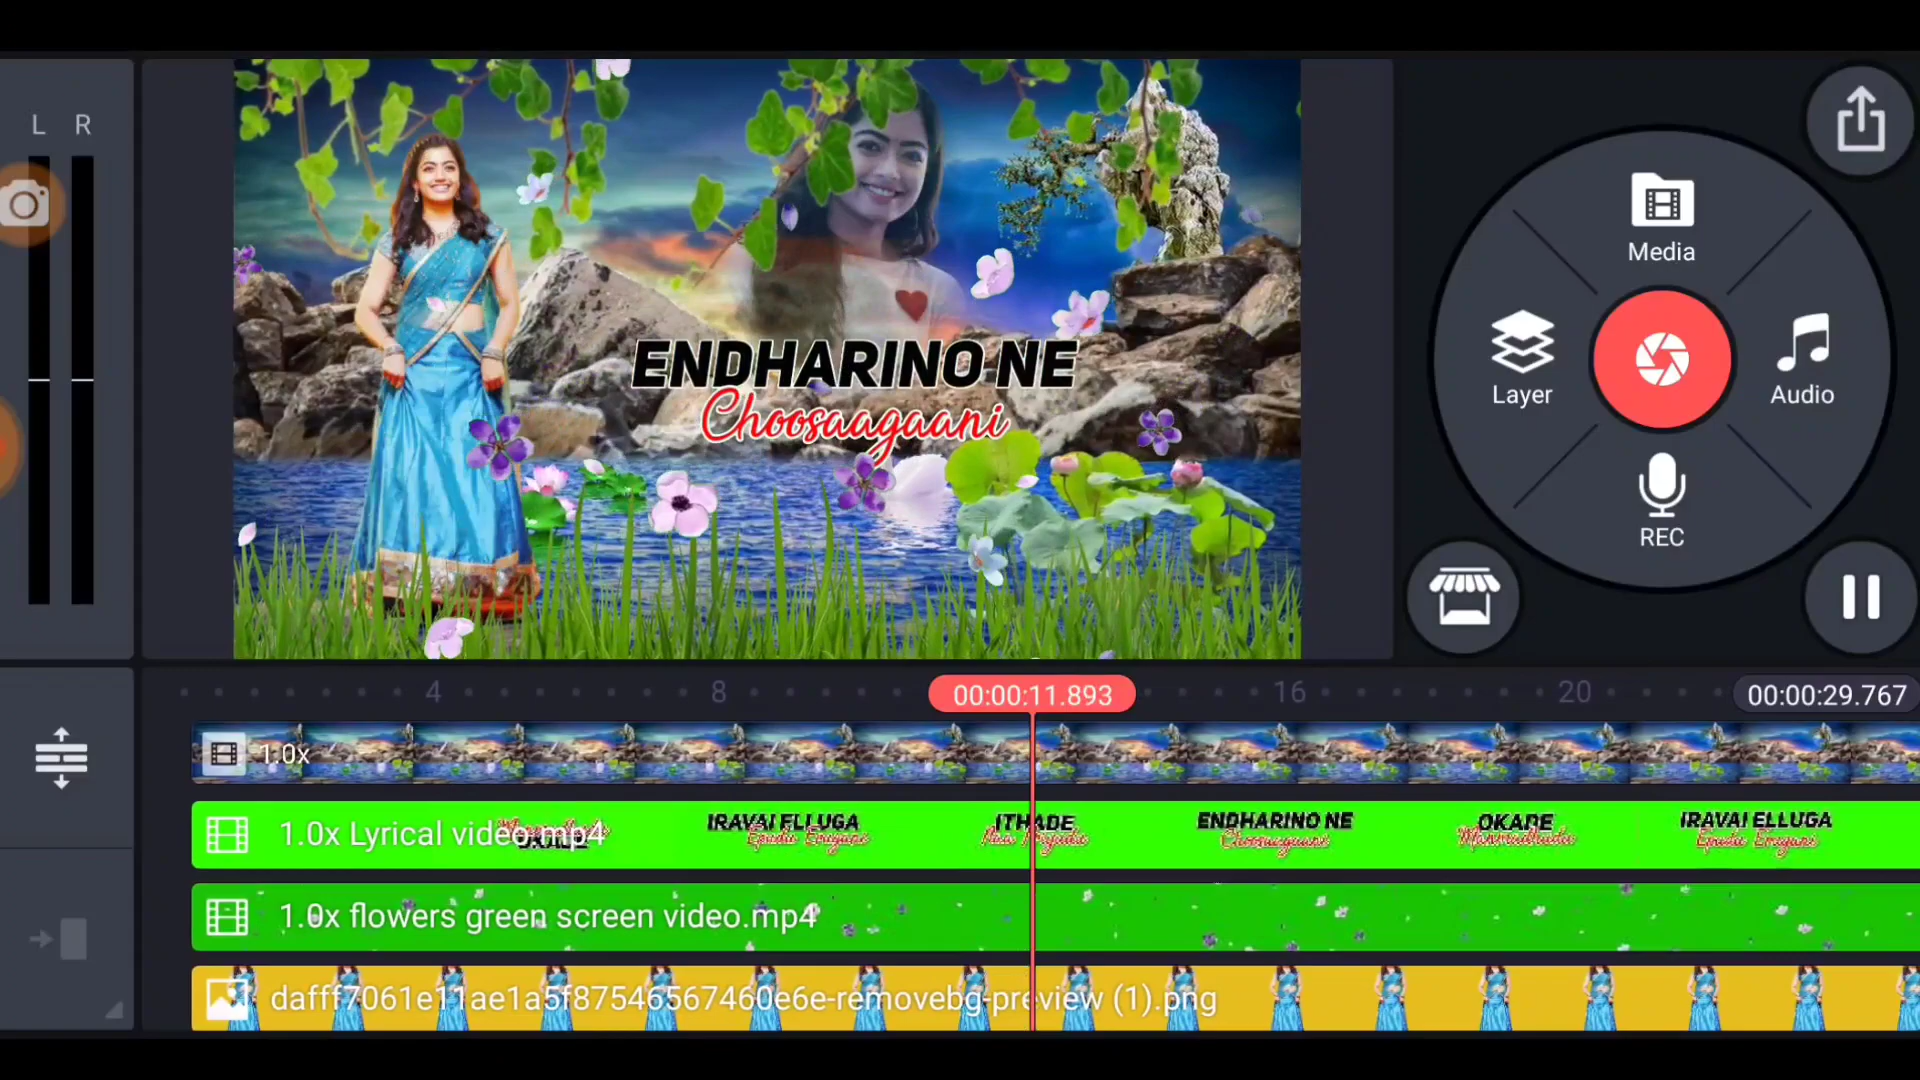 L R
Media
Layer
Audio
REC
ENDHARINO NE
Choosaagaani
4 8 00:00:11.893 16 20 00:00:29.767
1.0x
1.0x Lyrical video.mp4
OKADE
IRAVAI ELLUGA
ITHADE
ENDHARINO NE
OKADE
IRAVAI ELLUGA
1.0x flowers green screen video.mp4
dafff7061e11ae1a5f87546567460e6e-removebg-preview (1).png